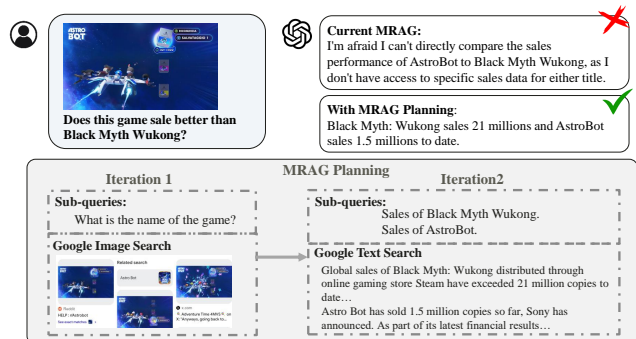 ASTRO
BOT
Does this game sale better than
Black Myth Wukong?
Current MRAG:
I'm afraid I can't directly compare the sales
performance of AstroBot to Black Myth Wukong, as I
don't have access to specific sales data for either title.
With MRAG Planning:
Black Myth: Wukong sales 21 millions and AstroBot
sales 1.5 millions to date.
MRAG Planning
Iteration 1
Sub-queries:
What is the name of the game?
Google Image Search
Related search
Astro Bot
Reddit
HELP : r/Astrobot
Iteration2
Sub-queries:
Sales of Black Myth Wukong.
Sales of AstroBot.
Google Text Search
Global sales of Black Myth: Wukong distributed through
online gaming store Steam have exceeded 21 million copies to
date…
Astro Bot has sold 1.5 million copies so far, Sony has
announced. As part of its latest financial results…